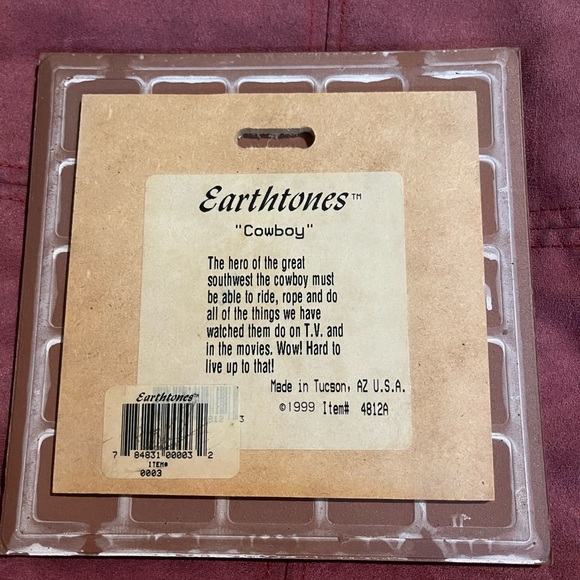 Earthtones™
"Cowboy"
The hero of the great
southwest the cowboy must
be able to ride, rope and do
all of the things we have
watched them do on T.V. and
in the movies. Wow! Hard to
live up to that!
Made in Tucson, AZ U.S.A.
©1999 Item# 4812A
Earthtones™
7 84831 00003 2
ITEM#
0003